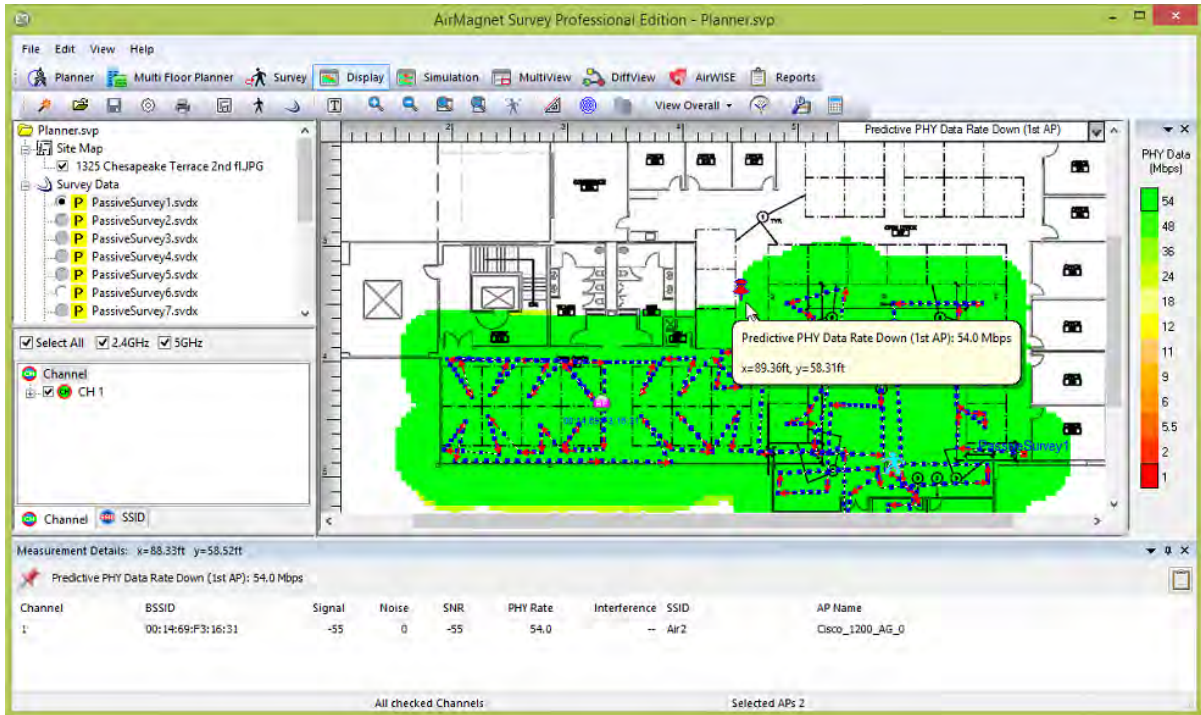 AirMagnet Survey Professional Edition - Planner.svp
File Edit View Help
Planner Multi Floor Planner Survey Display Simulation MultiView DiffView AirWISE Reports
View Overall
Planner.svp
Site Map
1325 Chesapeake Terrace 2nd fl.JPG
Survey Data
P PassiveSurvey1.svdx
P PassiveSurvey2.svdx
P PassiveSurvey3.svdx
P PassiveSurvey4.svdx
P PassiveSurvey5.svdx
P PassiveSurvey6.svdx
P PassiveSurvey7.svdx
Select All 2.4GHz 5GHz
Channel
CH 1
Channel SSID
Predictive PHY Data Rate Down (1st AP)
Predictive PHY Data Rate Down (1st AP): 54.0 Mbps
x=89.36ft, y=58.31ft
PassiveSurvey1
PHY Data
(Mbps)
54
48
36
24
18
12
11
9
6
5.5
2
1
Measurement Details: x=88.33ft y=58.52ft
Predictive PHY Data Rate Down (1st AP): 54.0 Mbps
Channel BSSID Signal Noise SNR PHY Rate Interference SSID AP Name
1 00:14:69:F3:16:31 -55 0 -55 54.0 -- Air2 Cisco_1200_AG_0
All checked Channels Selected APs 2